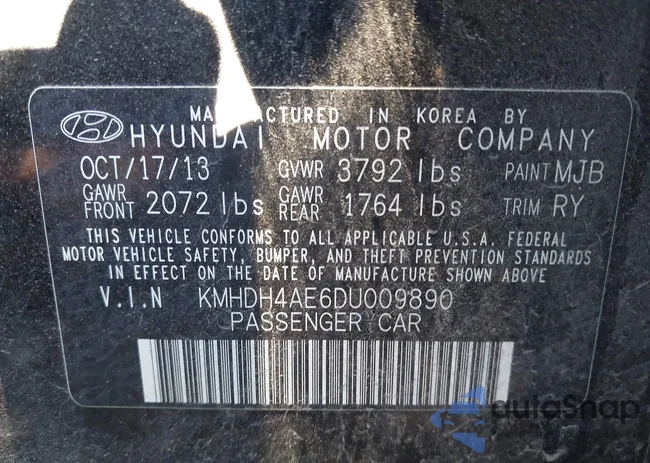 MANUFACTURED IN KOREA BY
HYUNDAI MOTOR COMPANY
OCT/17/13 GVWR 3792 lbs PAINT MJB
GAWR FRONT 2072 lbs GAWR REAR 1764 lbs TRIM RY
THIS VEHICLE CONFORMS TO ALL APPLICABLE U.S.A. FEDERAL
MOTOR VEHICLE SAFETY, BUMPER, AND THEFT PREVENTION STANDARDS
IN EFFECT ON THE DATE OF MANUFACTURE SHOWN ABOVE
V.I.N KMHDH4AE6DU009890
PASSENGER CAR
autoSnap